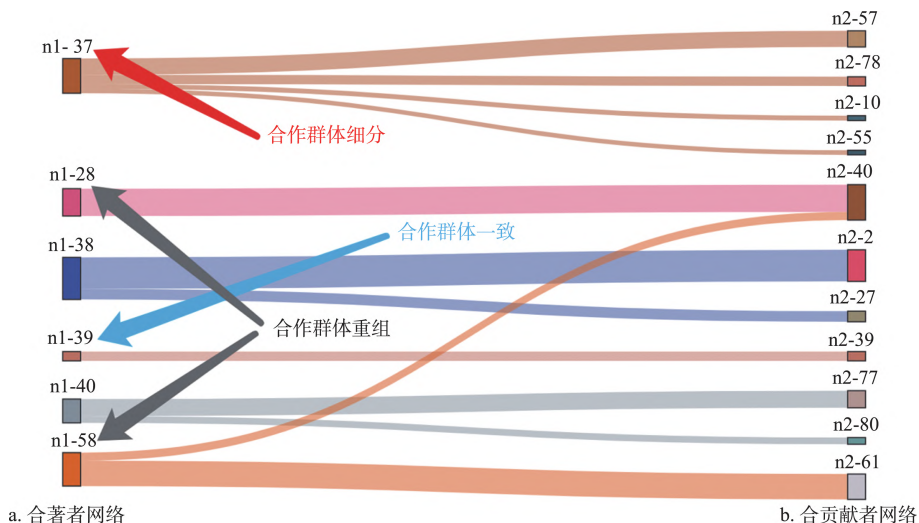 n2-57
n1- 37
n2-78
n2-10
合作群体细分
n2-55
n1-28
n2-40
合作群体一致
n1-38
n2-2
n2-27
合作群体重组
n1-39
n2-39
n1-40
n2-77
n2-80
n1-58
n2-61
a. 合著者网络
b. 合贡献者网络